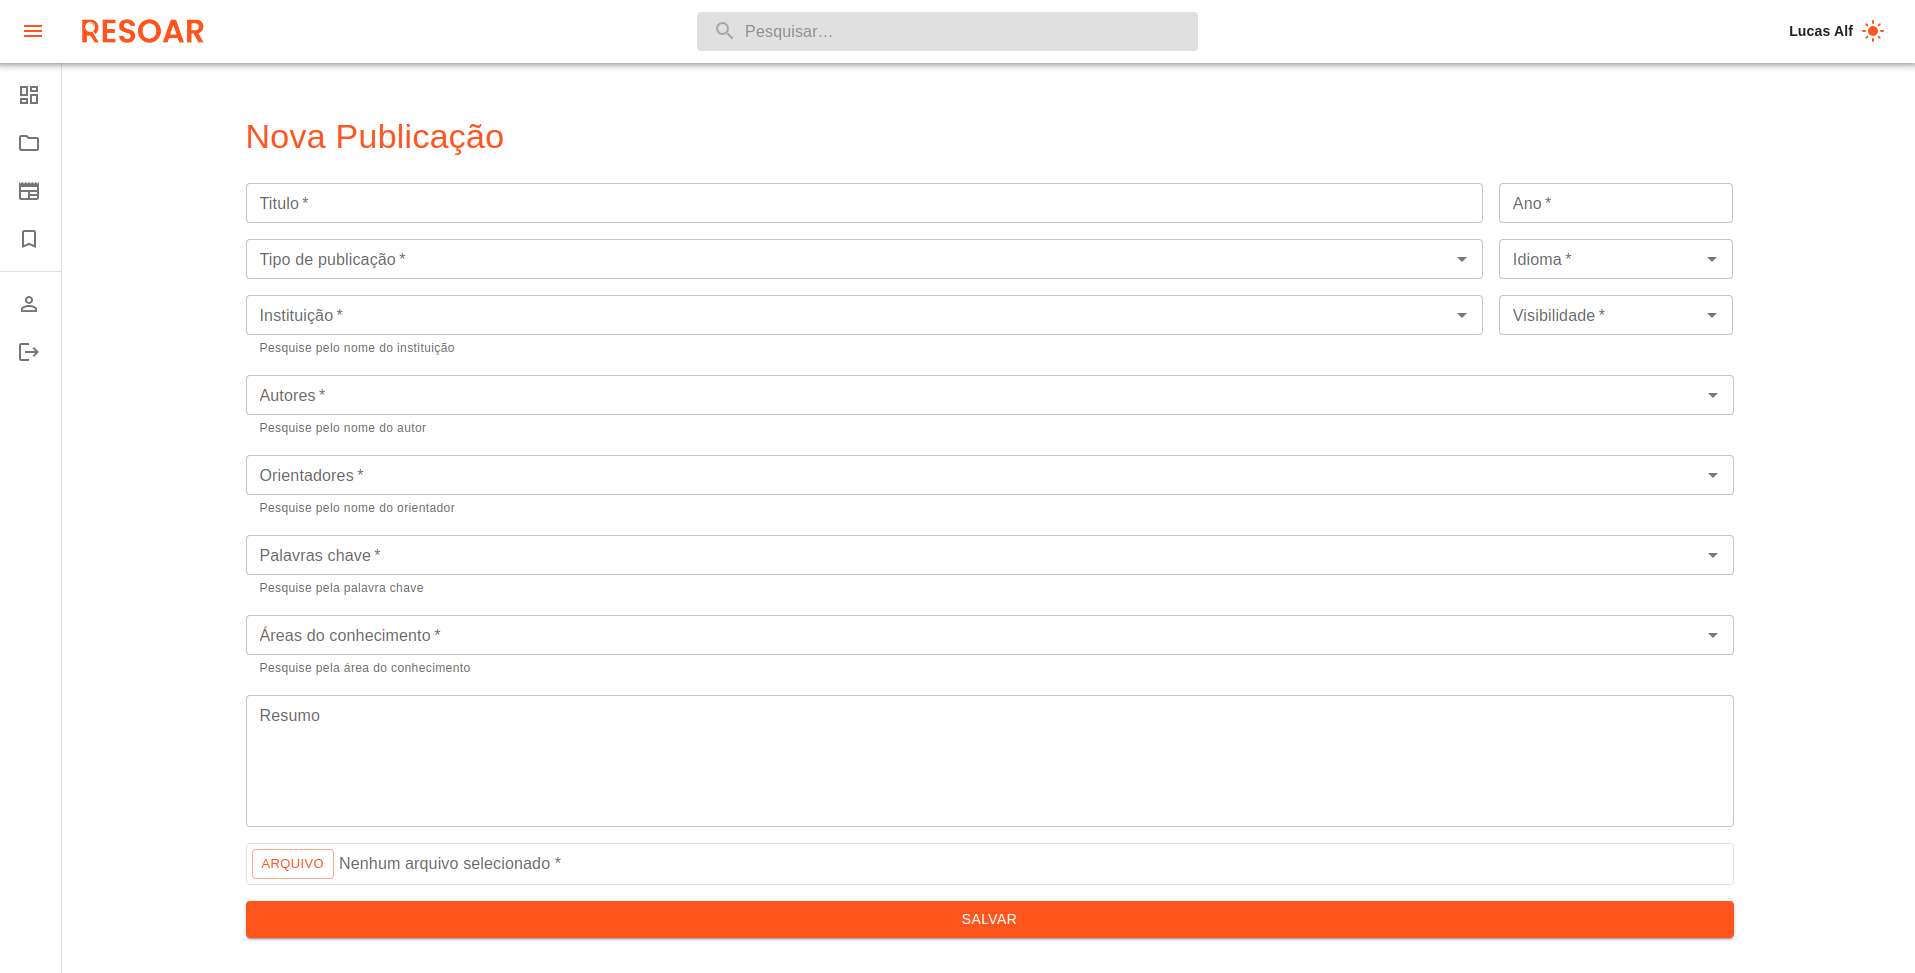 RESOAR
Pesquisar...
Lucas Alf
Nova Publicação
Titulo *
Ano *
Tipo de publicação *
Idioma *
Instituição *
Visibilidade *
Pesquise pelo nome do instituição
Autores *
Pesquise pelo nome do autor
Orientadores *
Pesquise pelo nome do orientador
Palavras chave *
Pesquise pela palavra chave
Áreas do conhecimento *
Pesquise pela área do conhecimento
Resumo
ARQUIVO Nenhum arquivo selecionado *
SALVAR